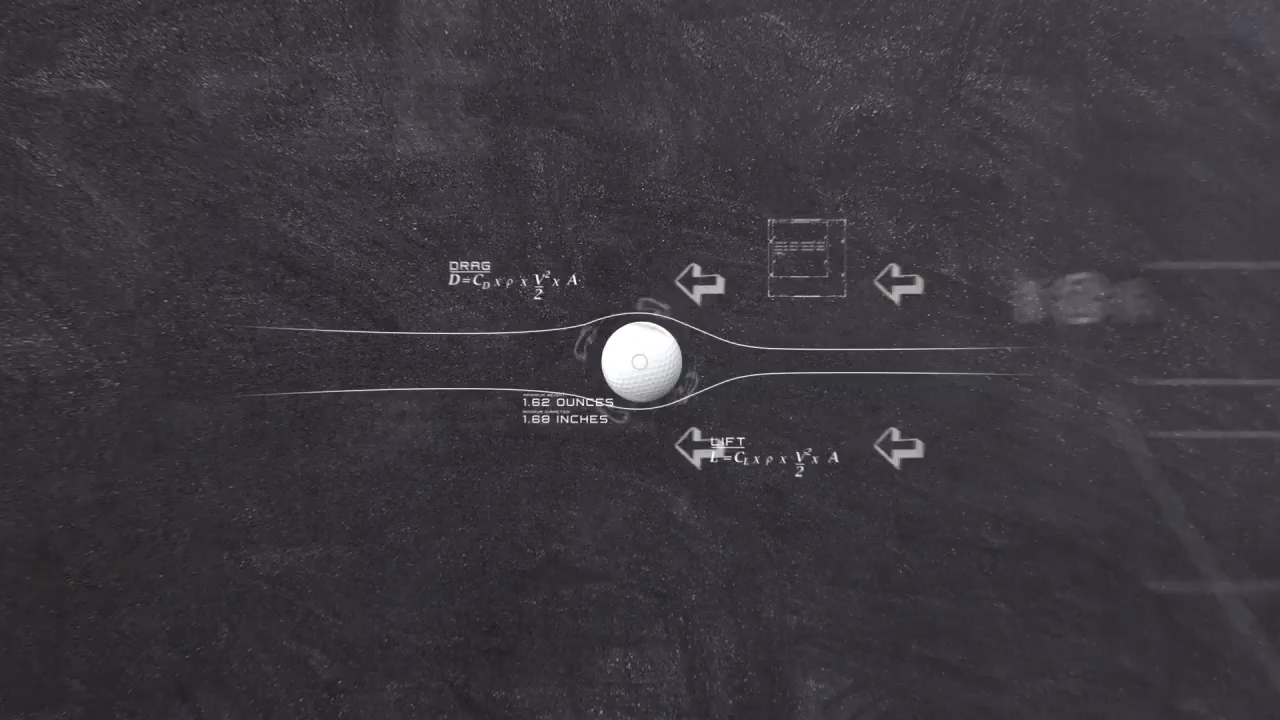 DRAG
D=C_D x ρ x V²/2 x A
1.62 OUNCES
1.68 INCHES
LIFT
L=C_L x ρ x V²/2 x A